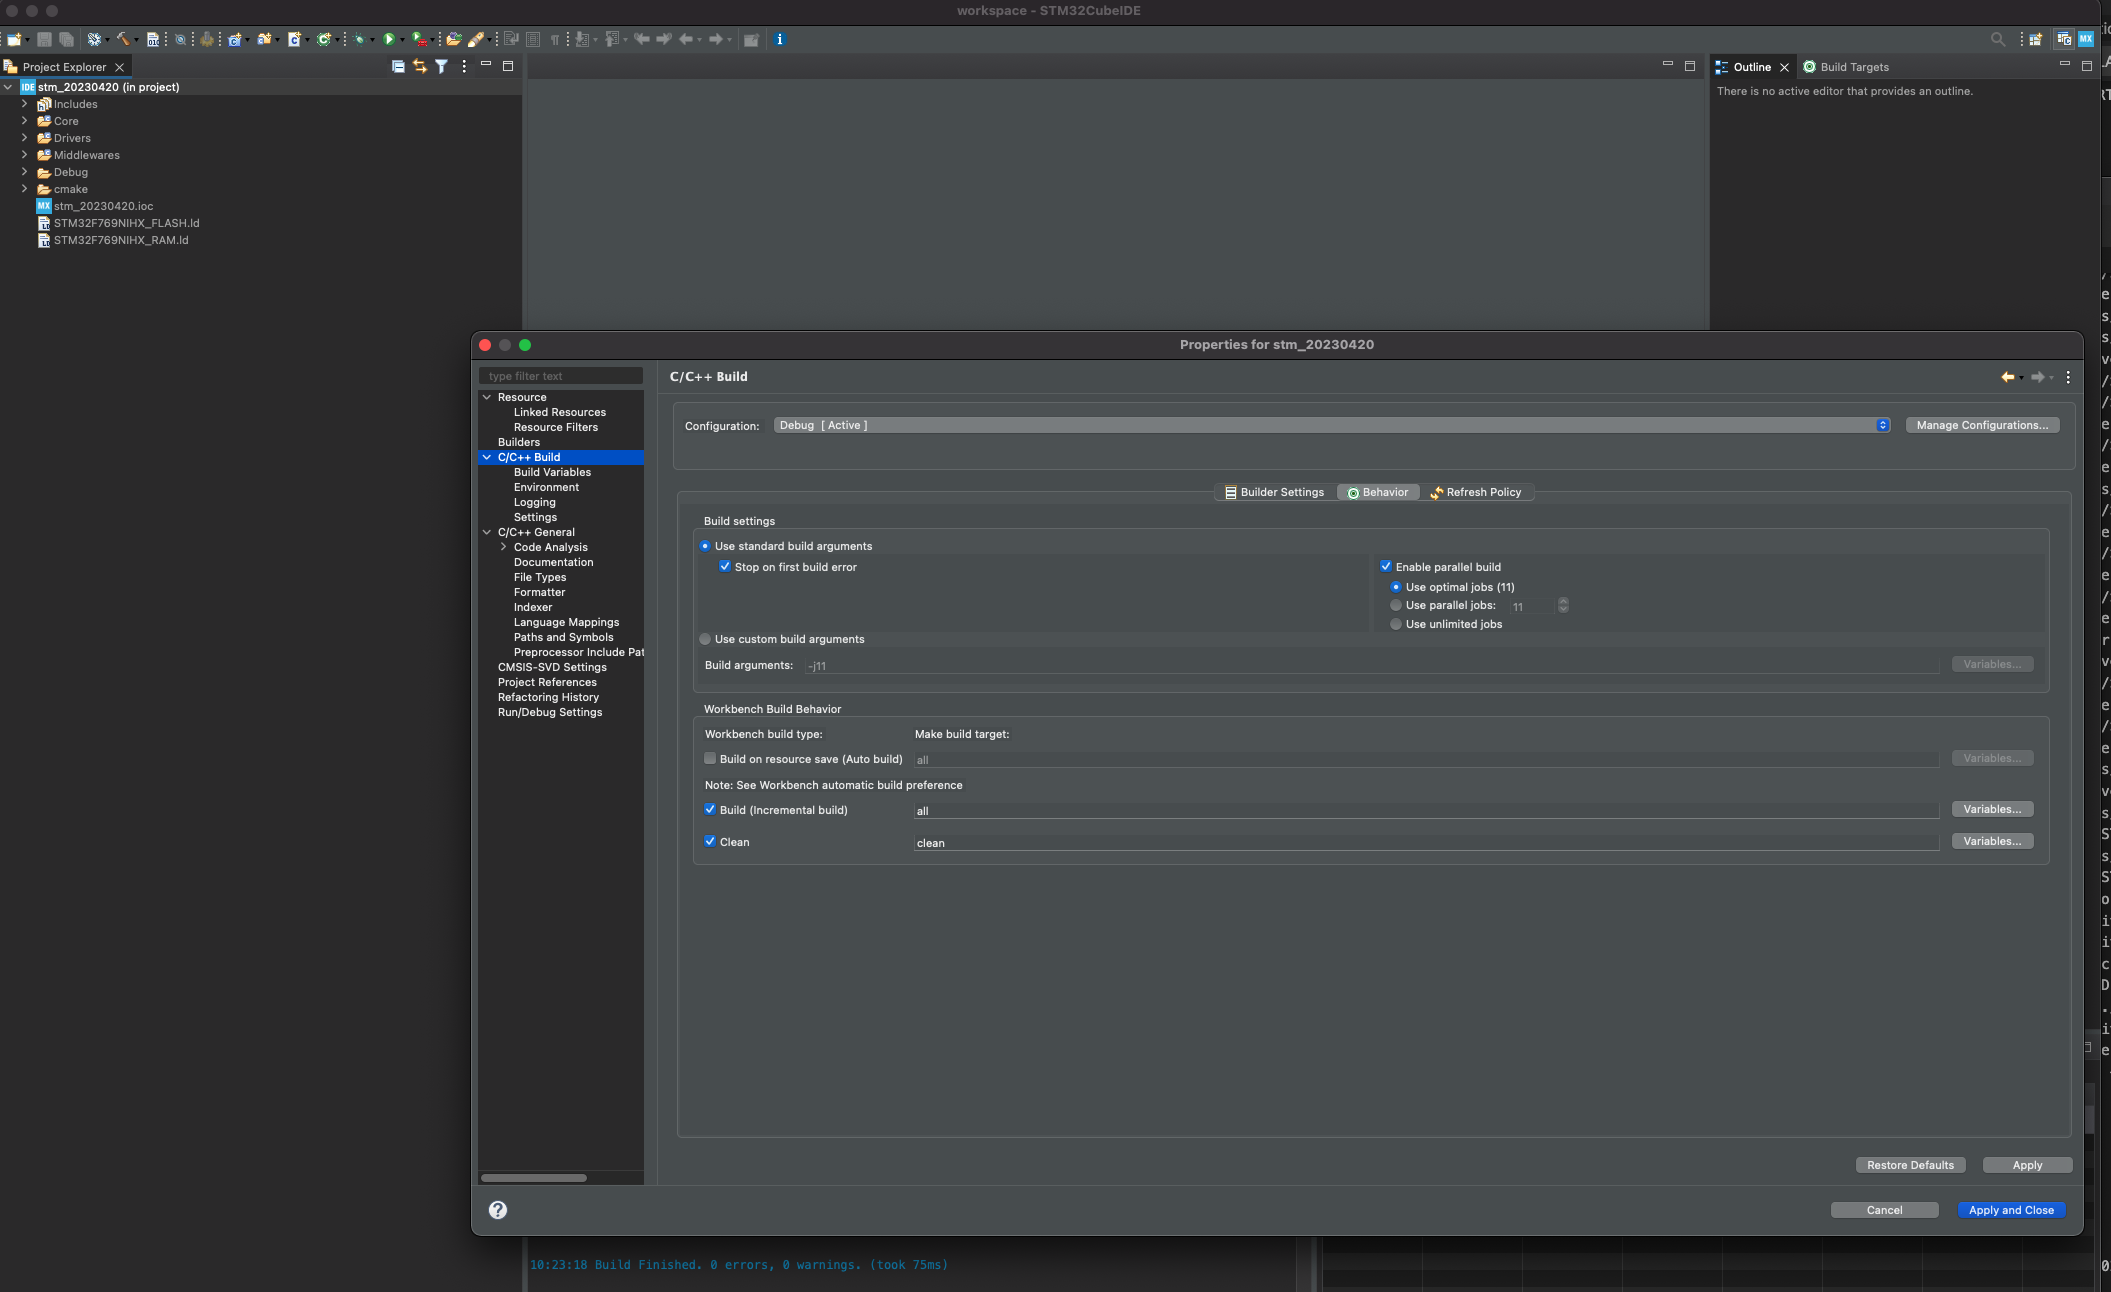 workspace - STM32CubeIDE
Project Explorer
IDE stm_20230420 (in project)
Includes
Core
Drivers
Middlewares
Debug
cmake
MX stm_20230420.ioc
STM32F769NIHX_FLASH.ld
STM32F769NIHX_RAM.ld
Outline
Build Targets
MX
There is no active editor that provides an outline.
Properties for stm_20230420
type filter text
Resource
Linked Resources
Resource Filters
Builders
C/C++ Build
Build Variables
Environment
Logging
Settings
C/C++ General
Code Analysis
Documentation
File Types
Formatter
Indexer
Language Mappings
Paths and Symbols
Preprocessor Include Pat
CMSIS-SVD Settings
Project References
Refactoring History
Run/Debug Settings
C/C++ Build
Configuration: Debug [ Active ] Manage Configurations...
Builder Settings Behavior Refresh Policy
Build settings
Use standard build arguments
Stop on first build error
Enable parallel build
Use optimal jobs (11)
Use parallel jobs: 11
Use unlimited jobs
Use custom build arguments
Build arguments: -j11 Variables...
Workbench Build Behavior
Workbench build type: Make build target:
Build on resource save (Auto build) all Variables...
Note: See Workbench automatic build preference
Build (Incremental build) all Variables...
Clean clean Variables...
Restore Defaults Apply
? Cancel Apply and Close
10:23:18 Build Finished. 0 errors, 0 warnings. (took 75ms)